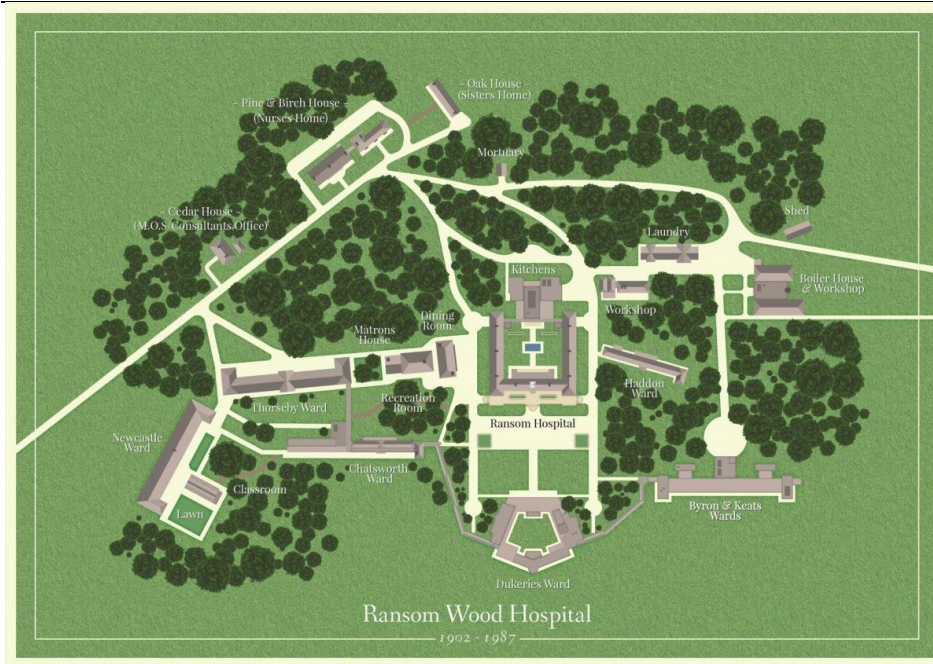 - Oak House -
(Sisters Home)
- Pine & Birch House -
(Nurses Home)
Mortuary
- Cedar House -
(M.O.S/Consultants Office)
Shed
Laundry
Kitchens
Boiler House
& Workshop
Workshop
Dining
Room
Matrons
House
Haddon
Ward
Thorseby Ward
Recreation
Room
Ransom Hospital
Newcastle
Ward
Chatsworth
Ward
Classroom
Lawn
Byron & Keats
Wards
Dukeries Ward
Ransom Wood Hospital
1902 - 1987